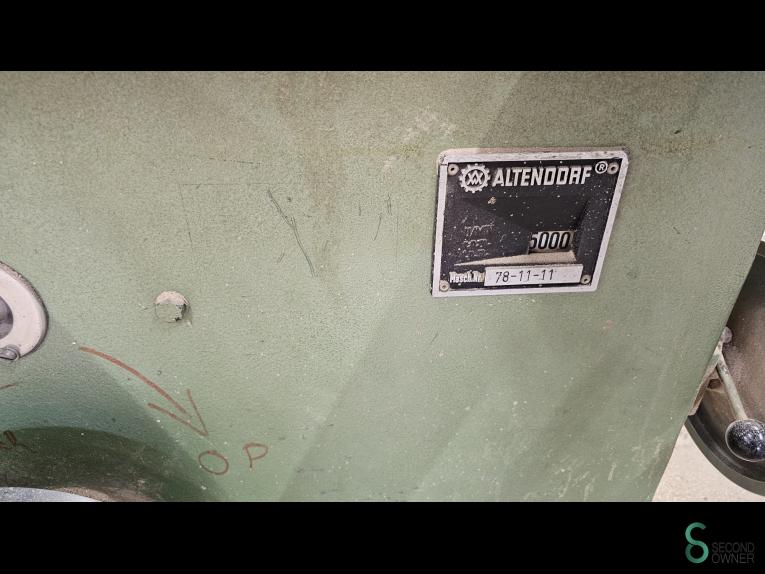 ALTENDORF®
5000
Masch.Nr. 78-11-11
OP
SECOND
OWNER